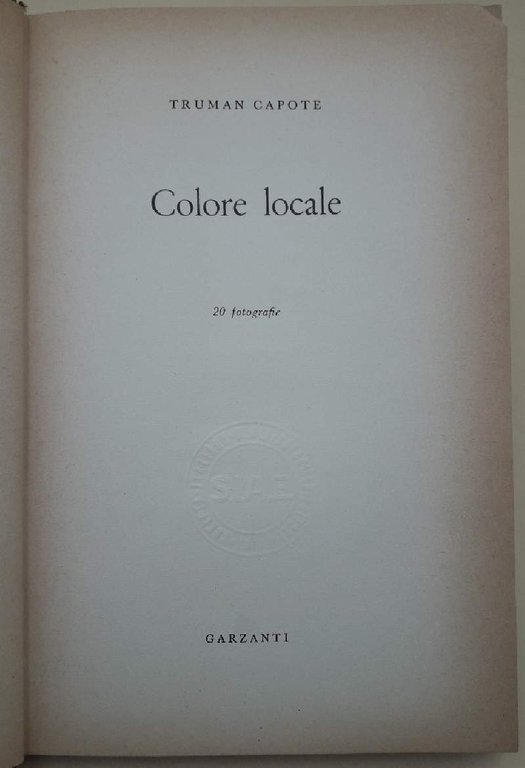 TRUMAN CAPOTE
Colore locale
20 fotografie
S.I.A.E.
GARZANTI